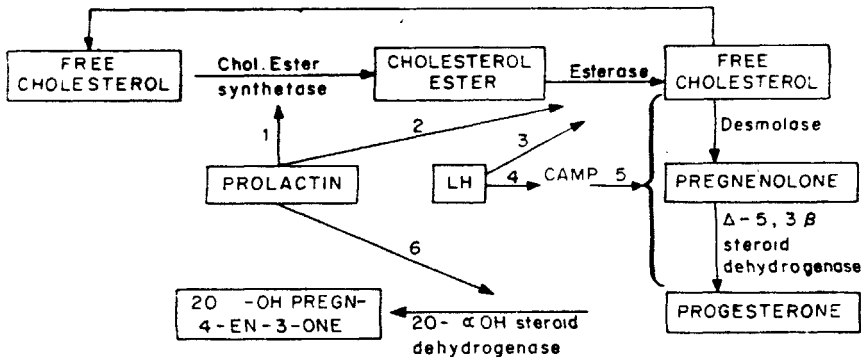 FREE
CHOLESTEROL
Chol. Ester
synthetase
CHOLESTEROL
ESTER
Esterase
FREE
CHOLESTEROL
1
2
3
Desmolase
PROLACTIN
LH
4
CAMP
5
PREGNENOLONE
6
Δ-5, 3 β
steroid
dehydrogenase
20 -OH PREGN-
4-EN-3-ONE
20- αOH steroid
dehydrogenase
PROGESTERONE